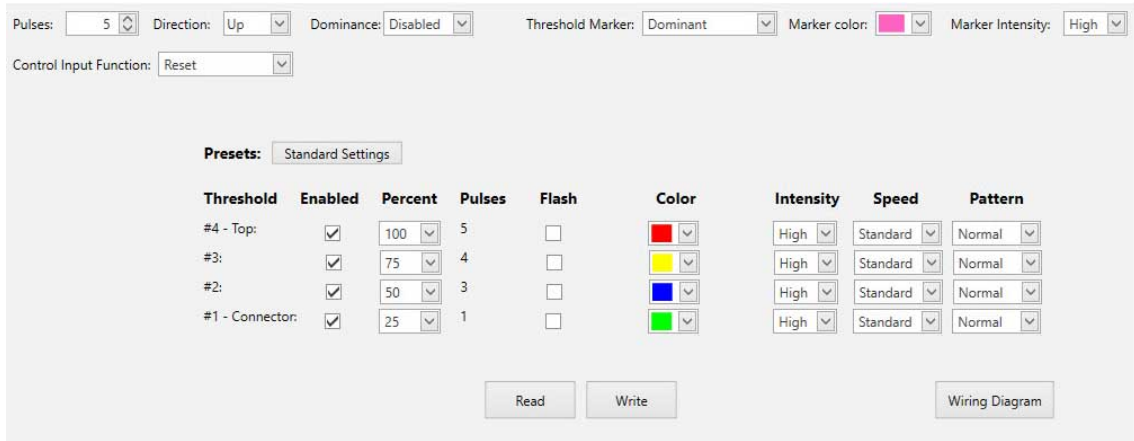 Pulses: 5 Direction: Up Dominance: Disabled Threshold Marker: Dominant Marker color: Marker Intensity: High
Control Input Function: Reset
Presets: Standard Settings
Threshold Enabled Percent Pulses Flash Color Intensity Speed Pattern
#4 - Top: 100 5 High Standard Normal
#3: 75 4 High Standard Normal
#2: 50 3 High Standard Normal
#1 - Connector: 25 1 High Standard Normal
Read Write Wiring Diagram